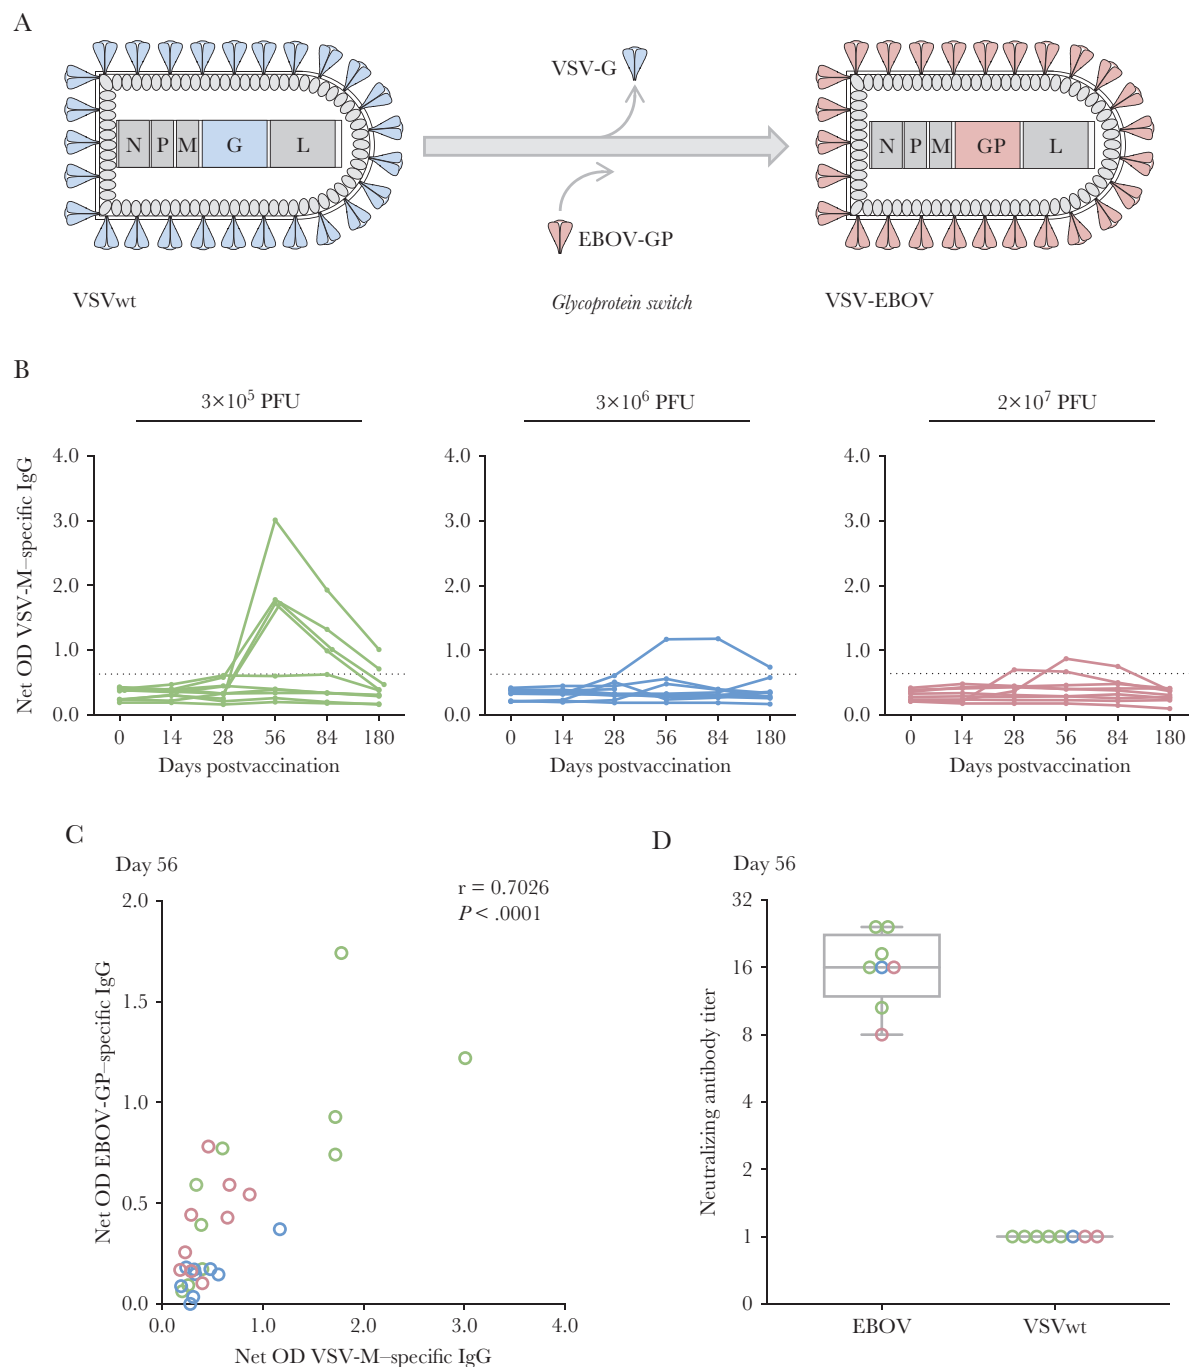 A
VSV-G
N P M G L
N P M GP L
EBOV-GP
VSVwt
Glycoprotein switch
VSV-EBOV
B
3×10⁵ PFU
3×10⁶ PFU
2×10⁷ PFU
Net OD VSV-M–specific IgG
4.0
3.0
2.0
1.0
0.0
0 14 28 56 84 180
Days postvaccination
4.0
3.0
2.0
1.0
0.0
0 14 28 56 84 180
Days postvaccination
4.0
3.0
2.0
1.0
0.0
0 14 28 56 84 180
Days postvaccination
C
Day 56
r = 0.7026
P < .0001
Net OD EBOV-GP–specific IgG
2.0
1.5
1.0
0.5
0.0
0.0 1.0 2.0 3.0 4.0
Net OD VSV-M–specific IgG
D
Day 56
Neutralizing antibody titer
32
16
8
4
2
1
0
EBOV VSVwt